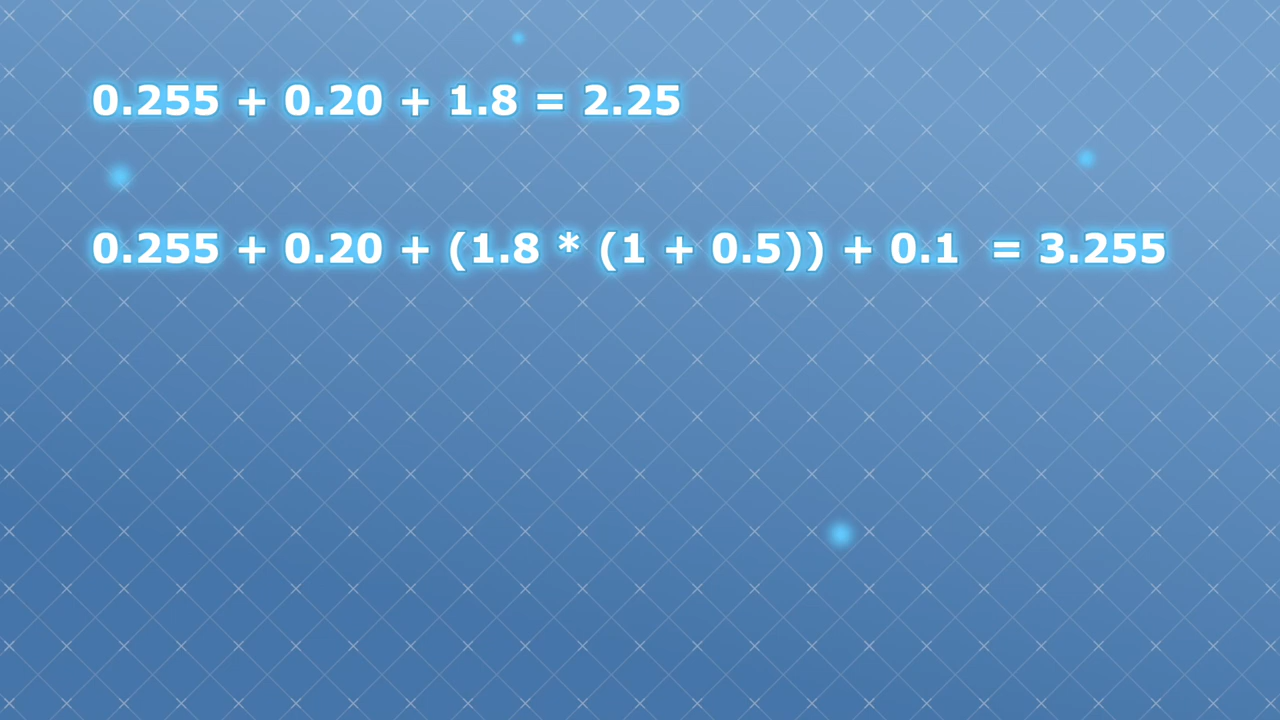 0.255 + 0.20 + 1.8 = 2.25
0.255 + 0.20 + (1.8 * (1 + 0.5)) + 0.1 = 3.255